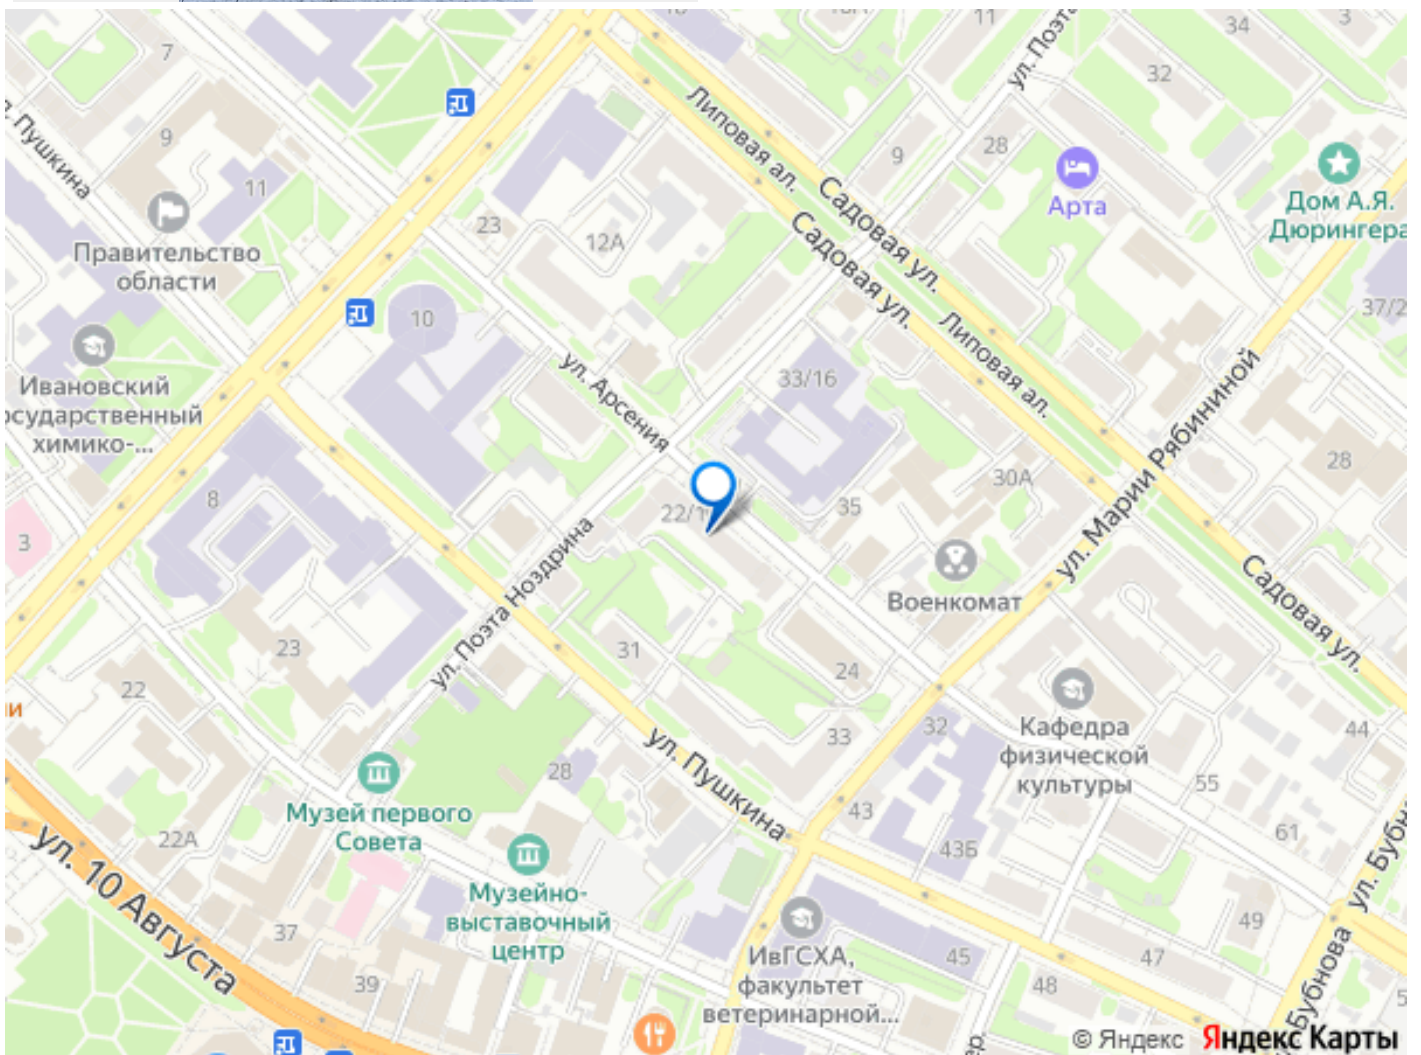 11
34
3
7
ул. Поэта
32
Липовая ал.
9
28
9
Пушкина
11
Арта
Садовая ул.
Дом А.Я.
Дюрингера
23
12А
Правительство
области
Садовая ул.
10
37/2
Липовая ал.
ул. Арсения
33/16
Ивановский
осударственный
химико-...
ул. Марии Рябининой
28
30А
8
22/1
35
3
ул. Поэта Ноздрина
Военкомат
Садовая ул.
23
31
24
22
и
Кафедра
физической
культуры
32
33
44
ул. Пушкина
28
55
Музей первого
Совета
43
61
22А
43Б
ул. 10 Августа
Музейно-
выставочный
центр
ул. Бубно
49
37
ИвГСХА,
факультет
ветеринарной...
45
47
39
48
Бубнова
5
ер.
© Яндекс Яндекс Карты